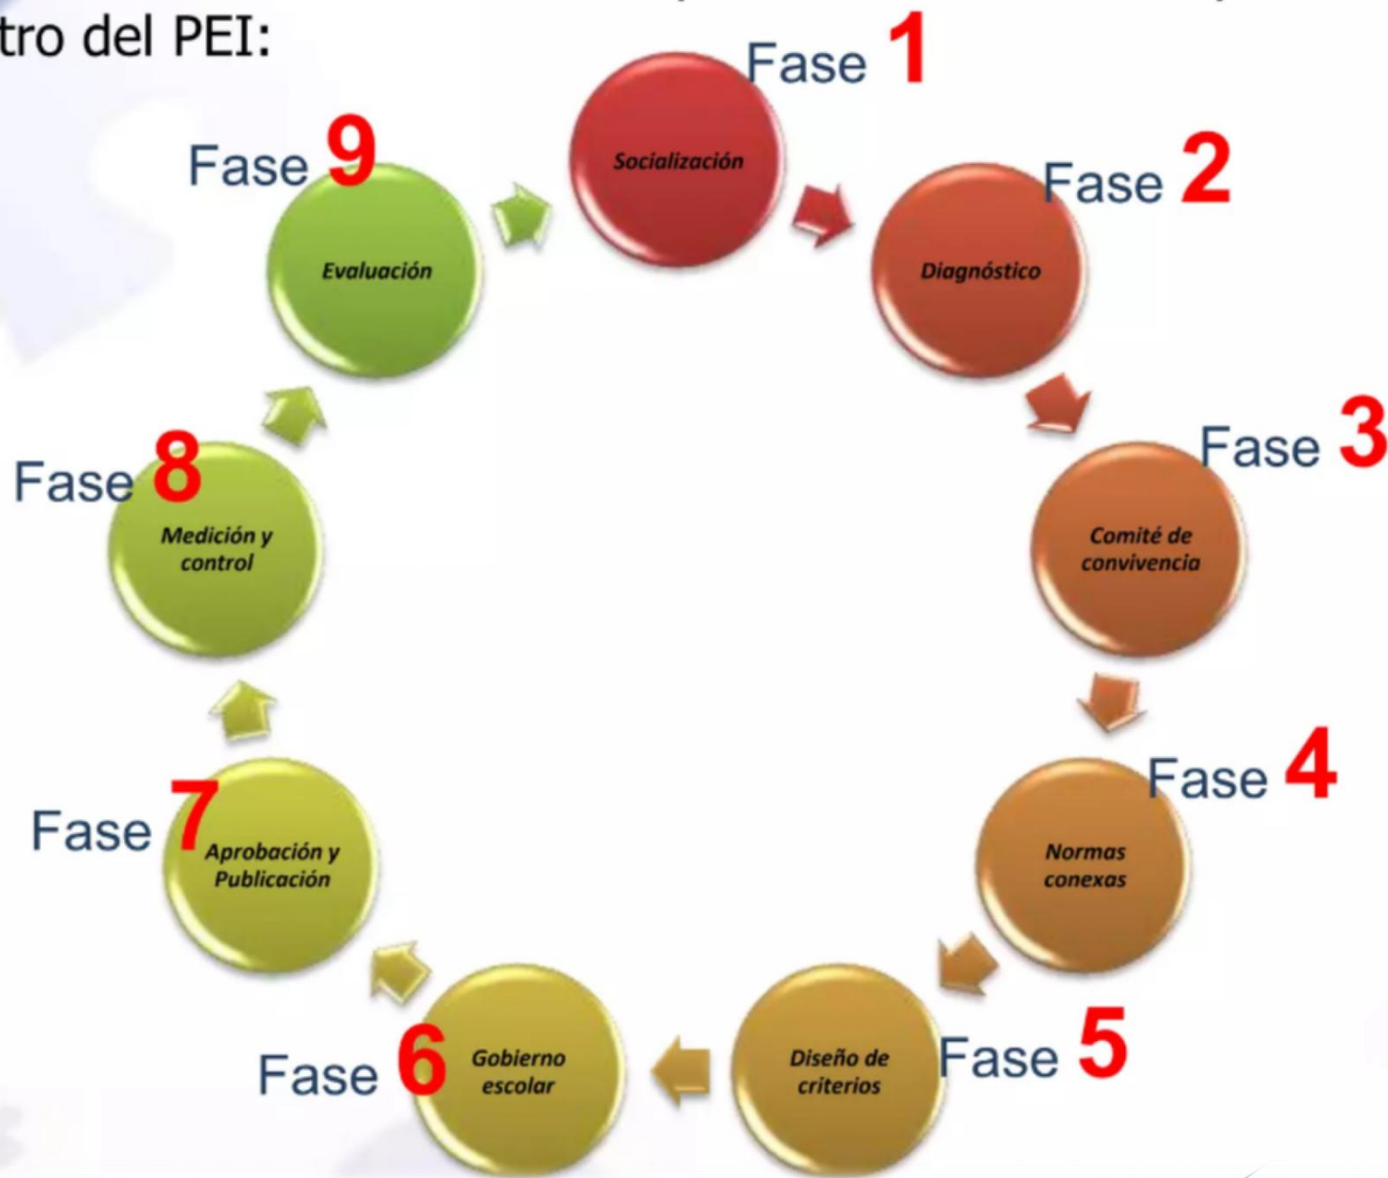 tro del PEI:
Fase 1
Socialización
Fase 2
Diagnóstico
Fase 3
Comité de
convivencia
Fase 4
Normas
conexas
Fase 5
Diseño de
criterios
Fase 6
Gobierno
escolar
Fase 7
Aprobación y
Publicación
Fase 8
Medición y
control
Fase 9
Evaluación